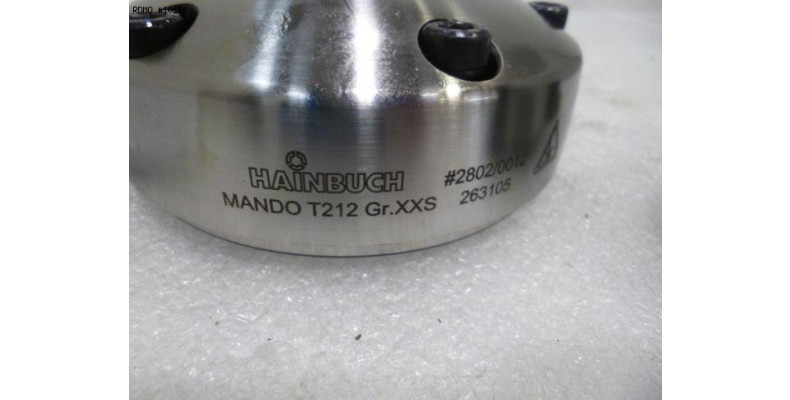 HAINBUCH
MANDO T212 Gr.XXS
#2802/0012
263105